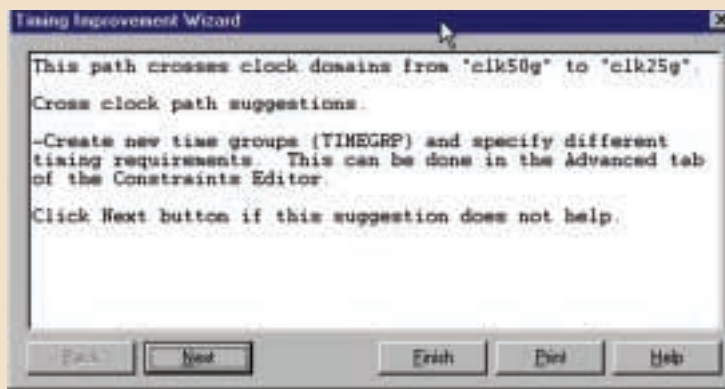 Timing Improvement Wizard
This path crosses clock domains from "clk50g" to "clk25g".
Cross clock path suggestions.
-Create new time groups (TIMEGRP) and specify different
timing requirements. This can be done in the Advanced tab
of the Constraints Editor.
Click Next button if this suggestion does not help.
Back Next Finish Print Help